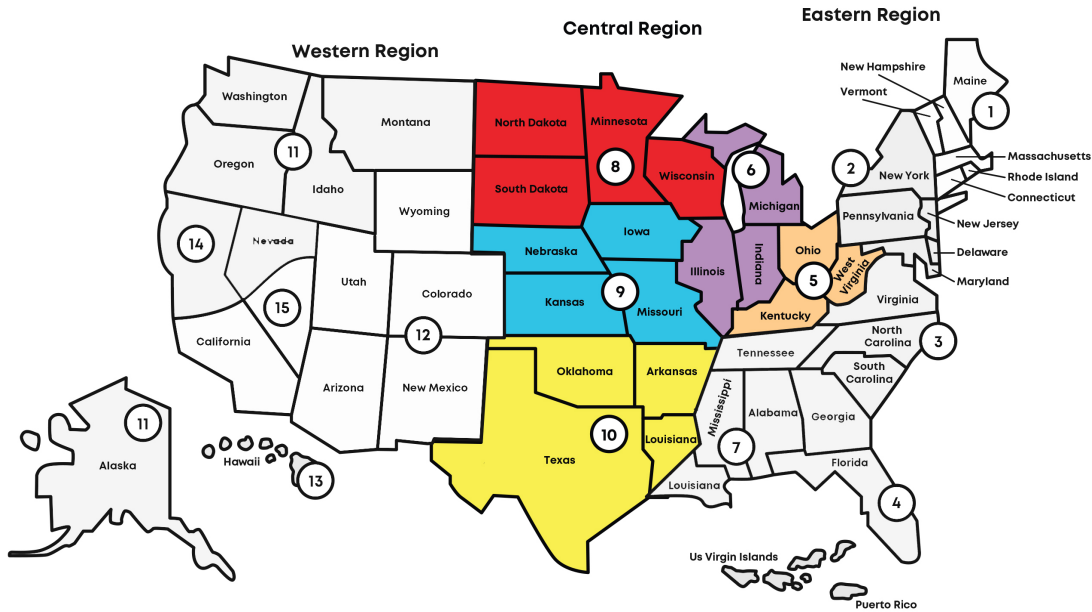 Eastern Region
Central Region
Western Region
New Hampshire
Maine
Vermont
Washington
Montana
North Dakota
Minnesota
1
11
Oregon
Idaho
8
6
2
Massachusetts
Rhode Island
Connecticut
South Dakota
Wisconsin
New York
Wyoming
Michigan
Pennsylvania
New Jersey
14
Nevada
Iowa
Nebraska
Ohio
Delaware
Indiana
West
Virginia
Maryland
Utah
Colorado
Illinois
5
9
Kansas
Virginia
15
Missouri
Kentucky
12
California
North
Carolina
3
Tennessee
South
Carolina
Arizona
New Mexico
Oklahoma
Arkansas
Mississippi
Alabama
Georgia
11
10
Louisiana
7
Alaska
Hawaii
13
Texas
Florida
Louisiana
4
Us Virgin Islands
Puerto Rico